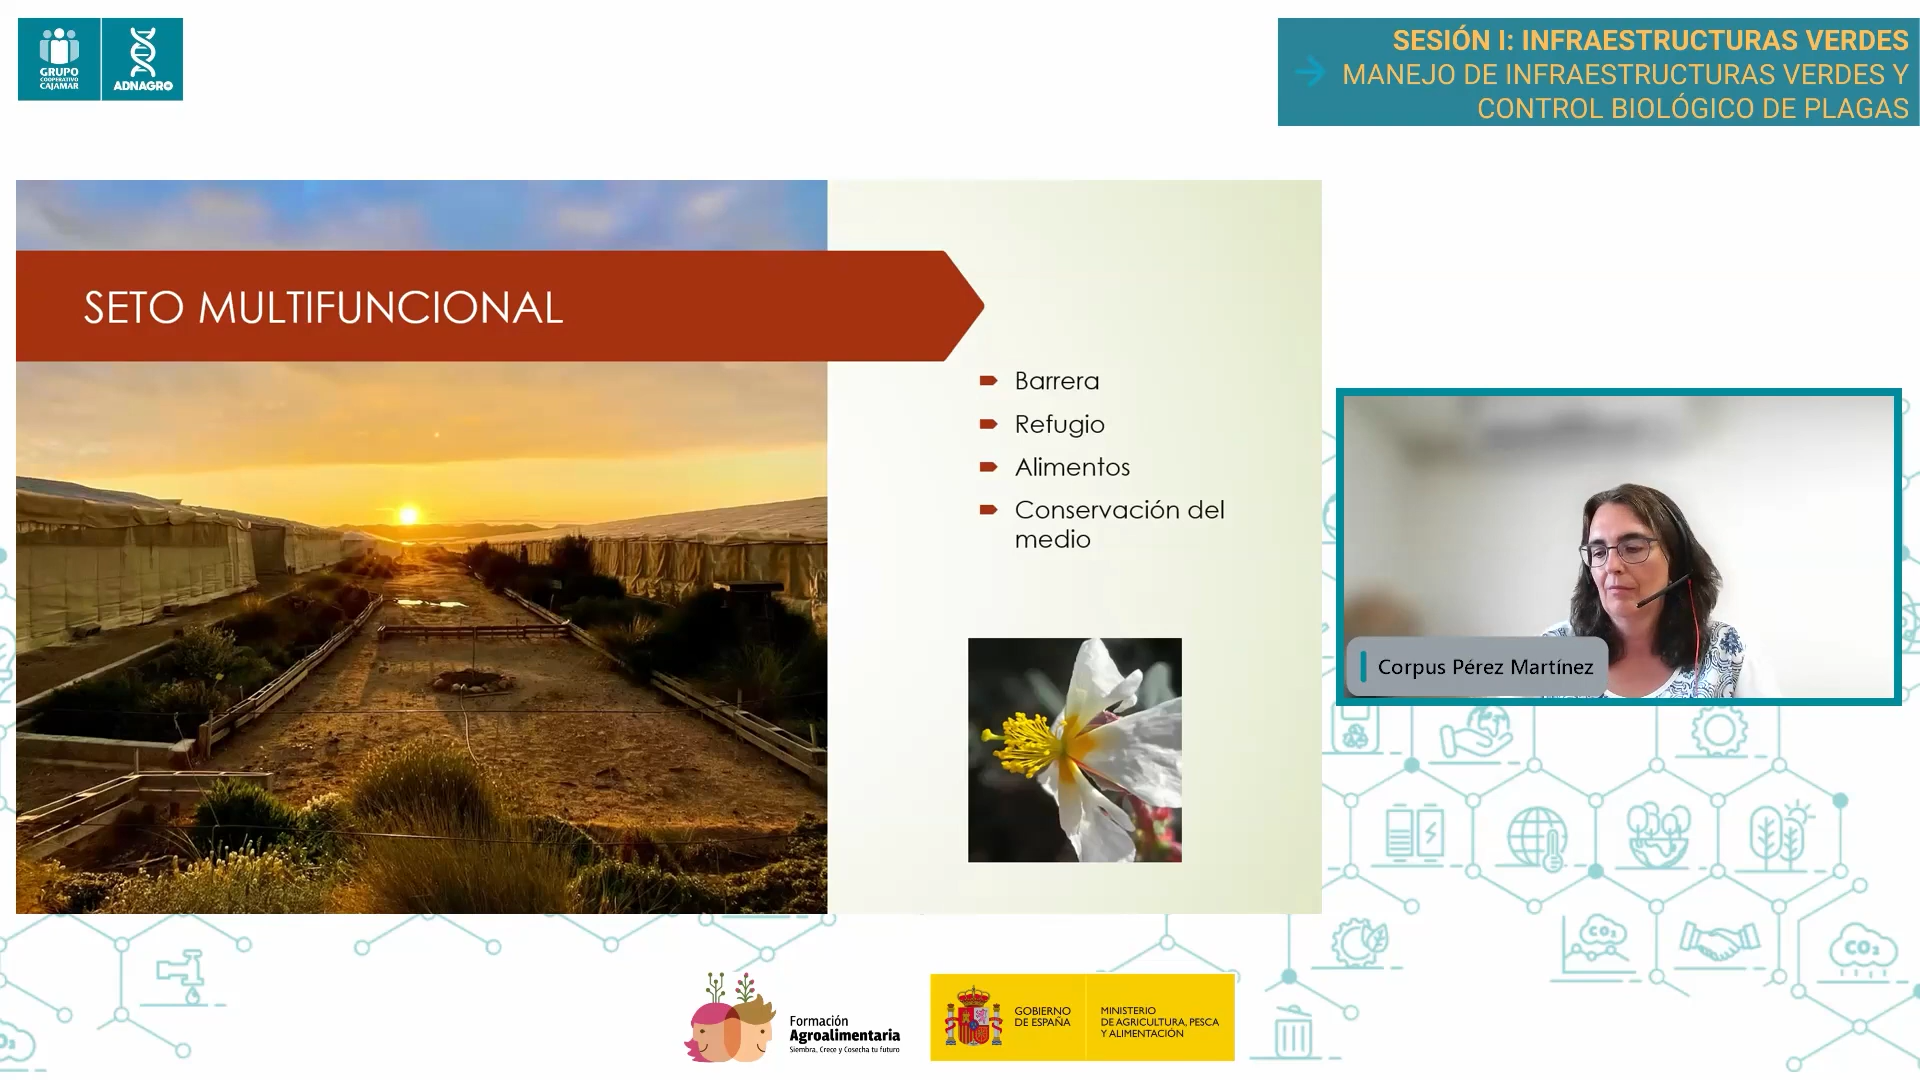 GRUPO
COOPERATIVO
CAJAMAR
ADNAGRO
SESIÓN I: INFRAESTRUCTURAS VERDES
MANEJO DE INFRAESTRUCTURAS VERDES Y
CONTROL BIOLÓGICO DE PLAGAS
SETO MULTIFUNCIONAL
Barrera
Refugio
Alimentos
Conservación del
medio
Corpus Pérez Martínez
CO₂
CO₂
Formación
Agroalimentaria
Siembra, Crece y Cosecha tu futuro
GOBIERNO
DE ESPAÑA
MINISTERIO
DE AGRICULTURA, PESCA
Y ALIMENTACIÓN